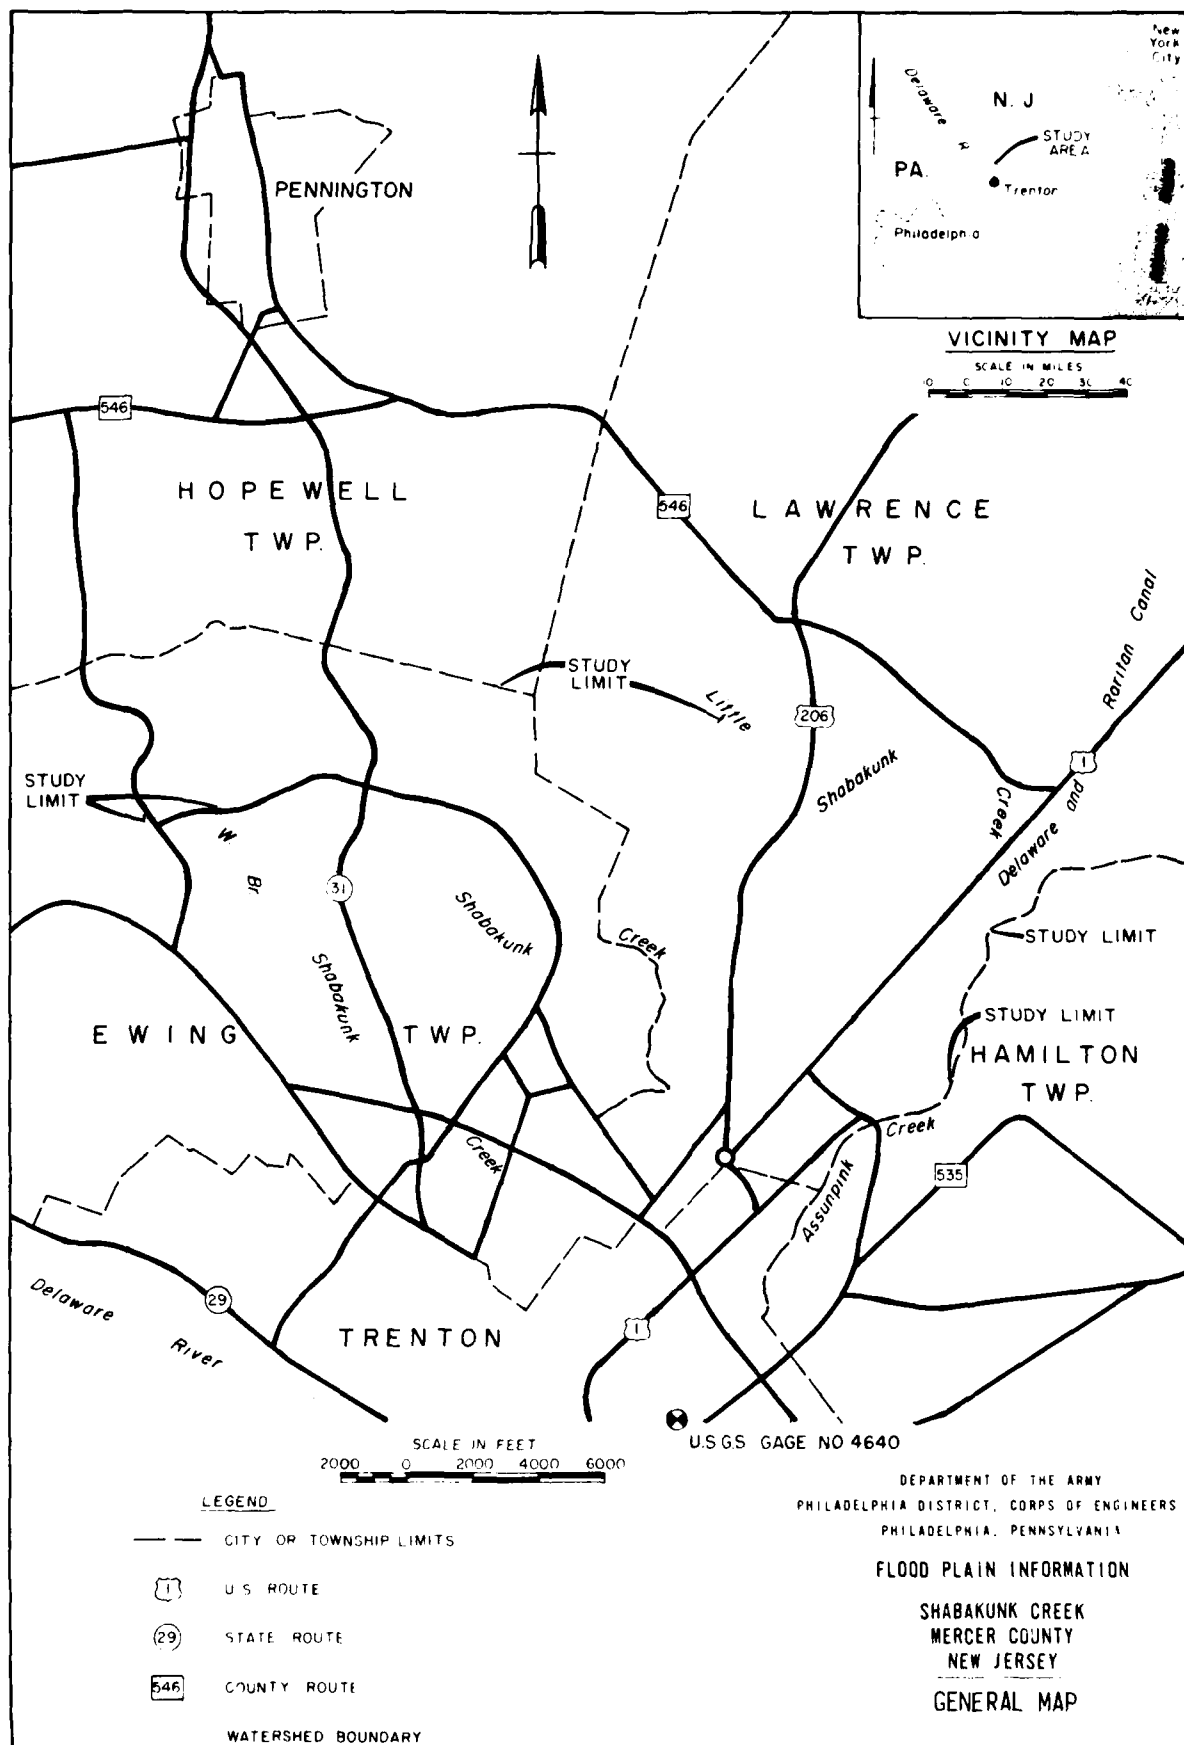 New
York
City
Delaware R
N. J
STUDY
AREA
PA.
Trenton
Philadelphia
VICINITY MAP
SCALE IN MILES
10 0 10 20 30 40
PENNINGTON
546
HOPEWELL
TWP.
546
LAWRENCE
TWP.
STUDY
LIMIT
Little
206
Shabakunk
Creek
1
Delaware and
Raritan Canal
STUDY
LIMIT
W.
Br
31
Shabakunk
Shabakunk
Creek
STUDY LIMIT
STUDY LIMIT
EWING TWP.
HAMILTON
TWP.
Creek
Assunpink
Creek
535
29
Delaware
River
TRENTON
1
U.S.G.S GAGE NO 4640
SCALE IN FEET
2000 0 2000 4000 6000
LEGEND
CITY OR TOWNSHIP LIMITS
1 U.S ROUTE
29 STATE ROUTE
546 COUNTY ROUTE
WATERSHED BOUNDARY
DEPARTMENT OF THE ARMY
PHILADELPHIA DISTRICT, CORPS OF ENGINEERS
PHILADELPHIA, PENNSYLVANIA
FLOOD PLAIN INFORMATION
SHABAKUNK CREEK
MERCER COUNTY
NEW JERSEY
GENERAL MAP